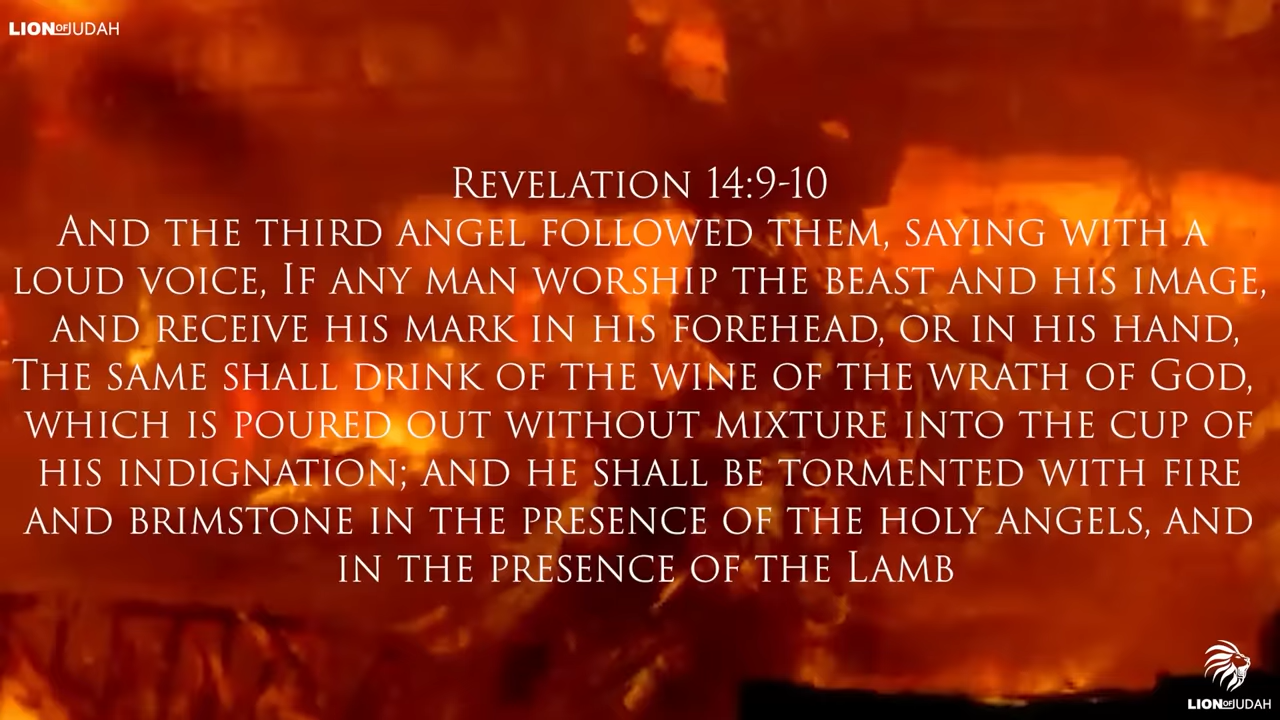 LION OF JUDAH
Revelation 14:9-10
And the third angel followed them, saying with a
loud voice, If any man worship the beast and his image,
and receive his mark in his forehead, or in his hand,
The same shall drink of the wine of the wrath of God,
which is poured out without mixture into the cup of
his indignation; and he shall be tormented with fire
and brimstone in the presence of the holy angels, and
in the presence of the Lamb
LION OF JUDAH